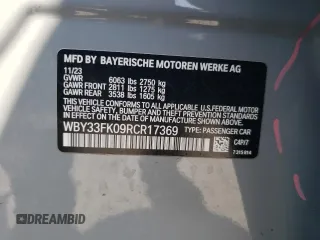 MFD BY BAYERISCHE MOTOREN WERKE AG
11/23
GVWR 6063 lbs 2750 kg
GAWR FRONT 2811 lbs 1275 kg
GAWR REAR 3538 lbs 1605 kg
THIS VEHICLE CONFORMS TO ALL APPLICABLE FEDERAL MOTOR
VEHICLE SAFETY, BUMPER, AND THEFT PREVENTION
STANDARDS IN EFFECT ON THE DATE OF
MANUFACTURE SHOWN ABOVE.
WBY33FK09RCR17369
TYPE: PASSENGER CAR
CAP/7
DREAMBID